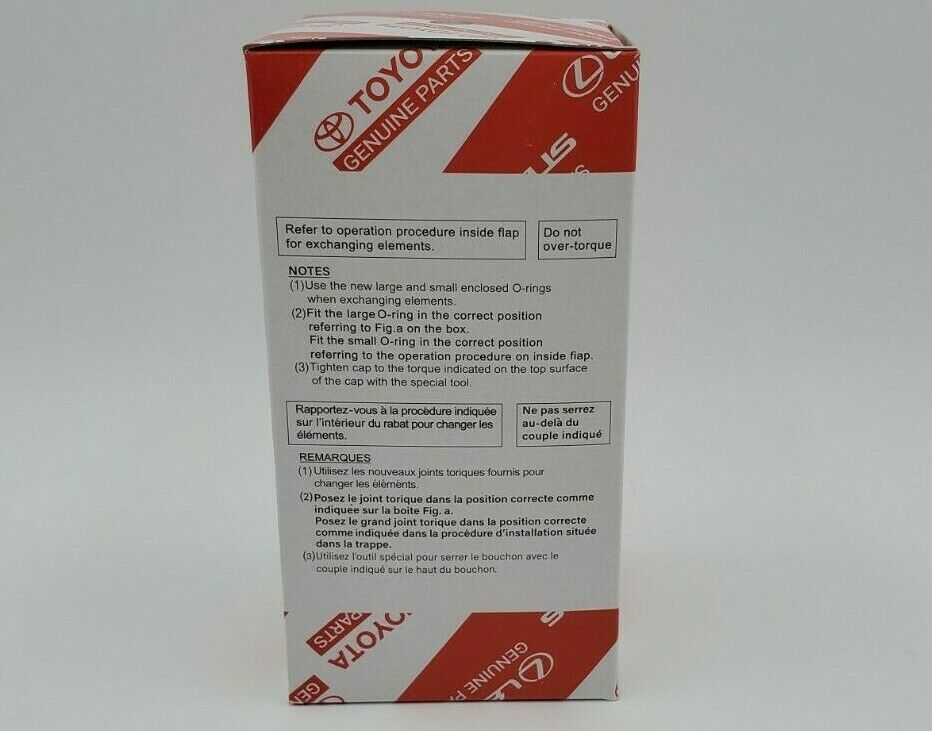 TOYO
GENUINE PARTS
GENUI
Refer to operation procedure inside flap
for exchanging elements.
Do not
over-torque
NOTES
(1)Use the new large and small enclosed O-rings
when exchanging elements.
(2)Fit the large O-ring in the correct position
referring to Fig.a on the box.
Fit the small O-ring in the correct position
referring to the operation procedure on inside flap.
(3)Tighten cap to the torque indicated on the top surface
of the cap with the special tool.
Rapportez-vous à la procédure indiquée
sur l'intérieur du rabat pour changer les
éléments.
Ne pas serrez
au-delà du
couple indiqué
REMARQUES
(1)Utilisez les nouveaux joints toriques fournis pour
changer les éléments.
(2)Posez le joint torique dans la position correcte comme
indiquée sur la boite Fig. a.
Posez le grand joint torique dans la position correcte
comme indiquée dans la procédure d'installation située
dans la trappe.
(3)Utilisez l'outil spécial pour serrer le bouchon avec le
couple indiqué sur le haut du bouchon.
TOYOTA
PARTS
GENUINE PA
GEN